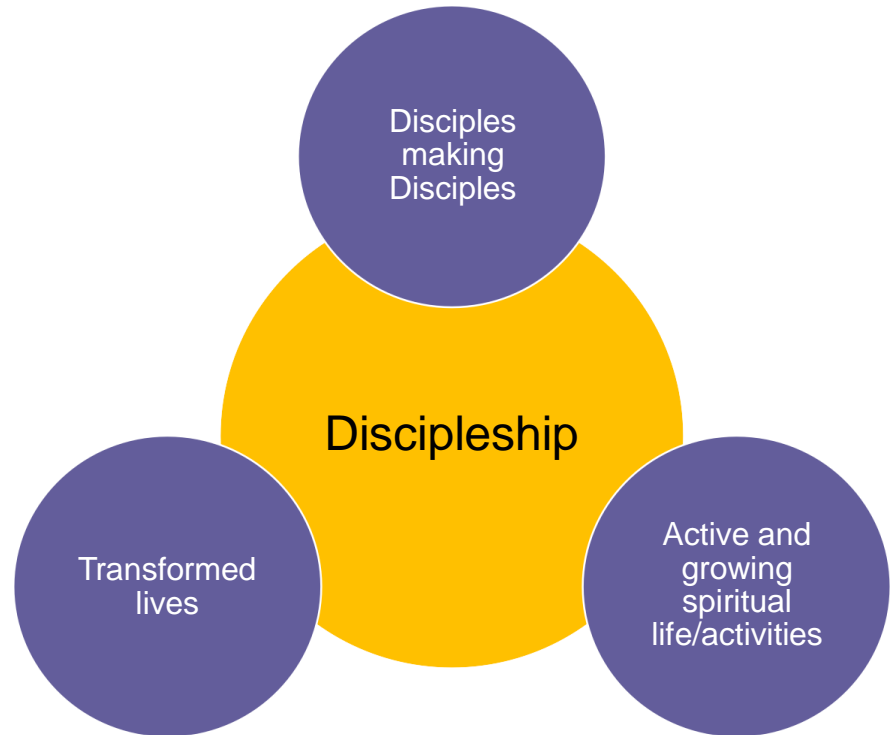 Disciples
making
Disciples
Discipleship
Transformed
lives
Active and
growing
spiritual
life/activities